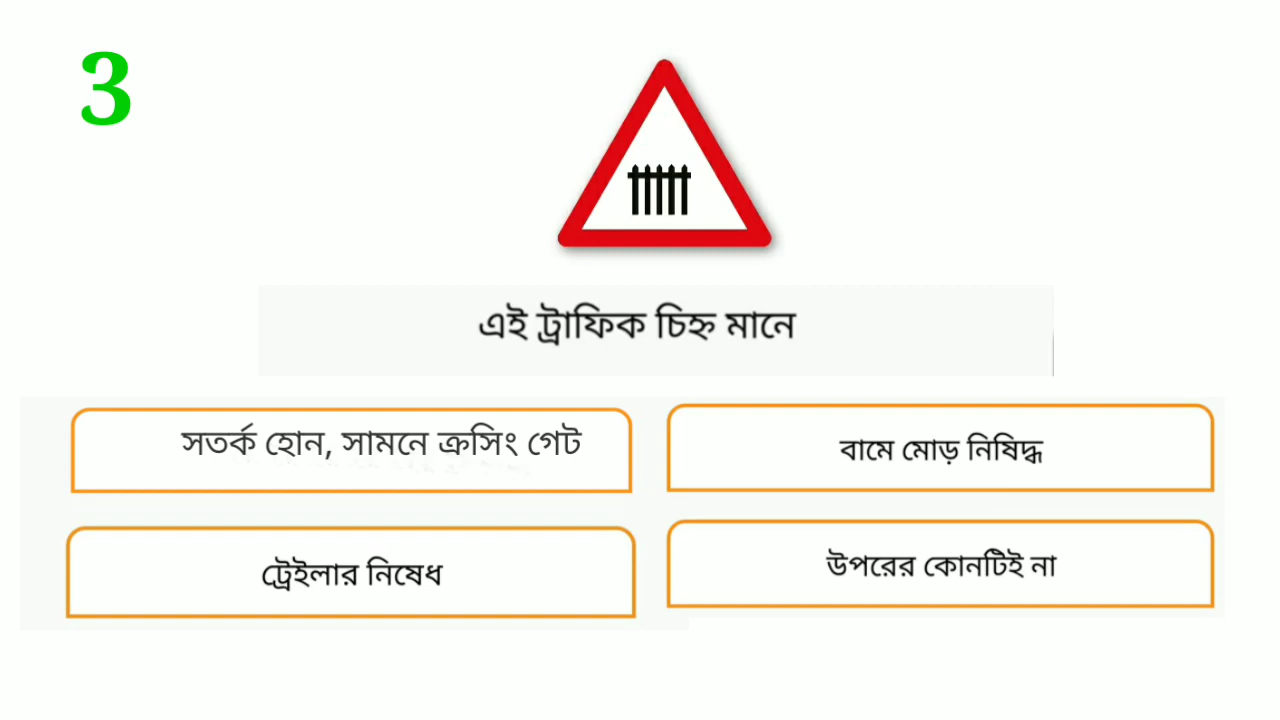 3
এই ট্রাফিক চিহ্ন মানে
সতর্ক হোন, সামনে ক্রসিং গেট
বামে মোড় নিষিদ্ধ
ট্রেইলার নিষেধ
উপরের কোনটিই না